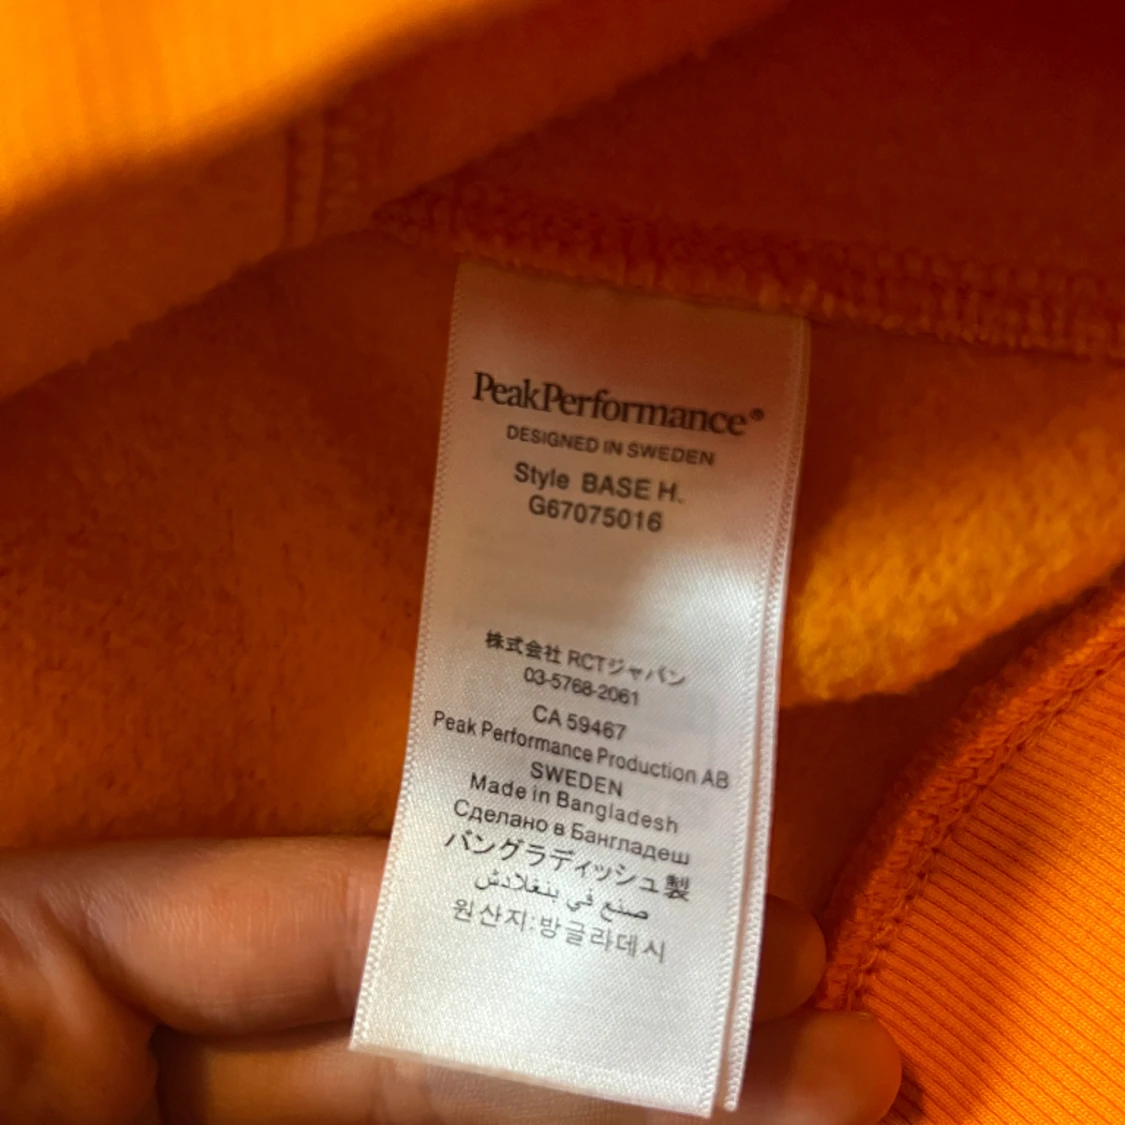 PeakPerformance®
DESIGNED IN SWEDEN
Style BASE H.
G67075016
株式会社 RCTジャパン
03-5768-2061
CA 59467
Peak Performance Production AB
SWEDEN
Made in Bangladesh
Сделано в Бангладеш
バングラディッシュ製
صنع في بنغلادش
원산지:방글라데시